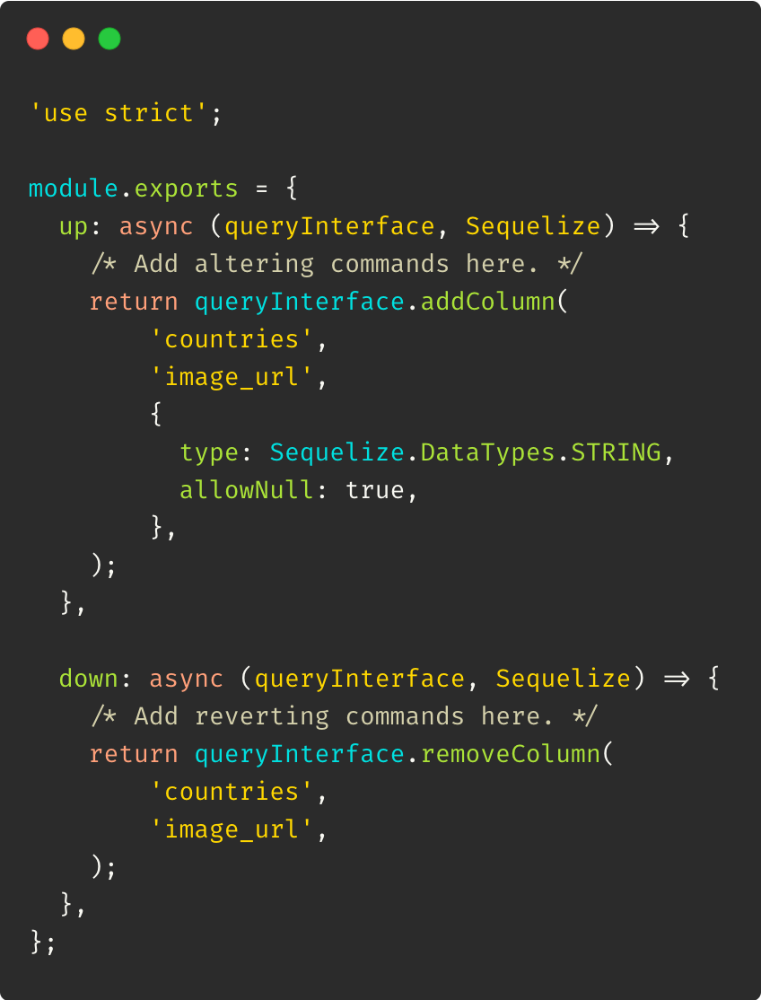 'use strict';

module.exports = {
  up: async (queryInterface, Sequelize) => {
    /* Add altering commands here. */
    return queryInterface.addColumn(
        'countries',
        'image_url',
        {
          type: Sequelize.DataTypes.STRING,
          allowNull: true,
        },
    );
  },

  down: async (queryInterface, Sequelize) => {
    /* Add reverting commands here. */
    return queryInterface.removeColumn(
        'countries',
        'image_url',
    );
  },
};